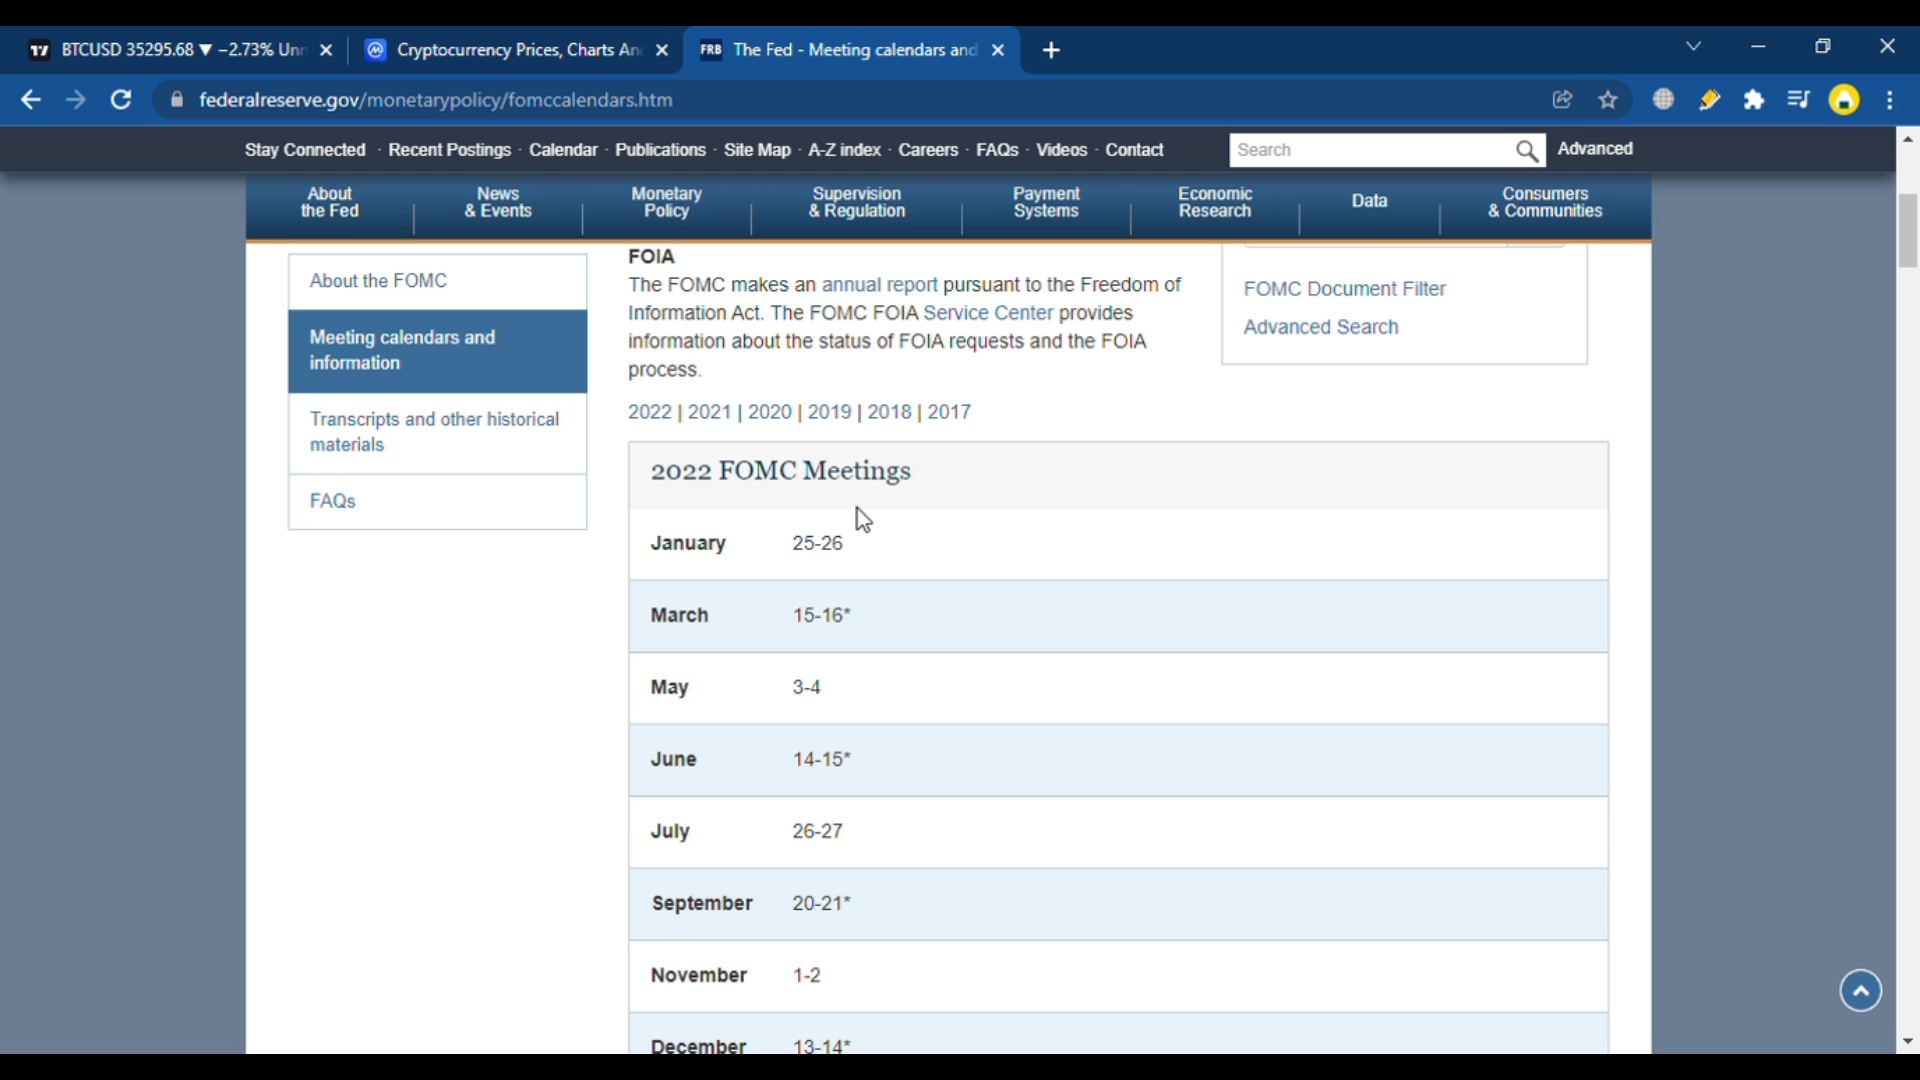 BTCUSD 35295.68 ▼ −2.73% Unn
Cryptocurrency Prices, Charts An
FRB The Fed - Meeting calendars and
federalreserve.gov/monetarypolicy/fomccalendars.htm
Stay Connected · Recent Postings · Calendar · Publications · Site Map · A-Z index · Careers · FAQs · Videos · Contact
Search
Advanced
About the Fed
News & Events
Monetary Policy
Supervision & Regulation
Payment Systems
Economic Research
Data
Consumers & Communities
About the FOMC
Meeting calendars and
information
Transcripts and other historical
materials
FAQs
FOIA
The FOMC makes an annual report pursuant to the Freedom of
Information Act. The FOMC FOIA Service Center provides
information about the status of FOIA requests and the FOIA
process.
FOMC Document Filter
Advanced Search
2022 | 2021 | 2020 | 2019 | 2018 | 2017
2022 FOMC Meetings
January 25-26
March 15-16*
May 3-4
June 14-15*
July 26-27
September 20-21*
November 1-2
December 13-14*